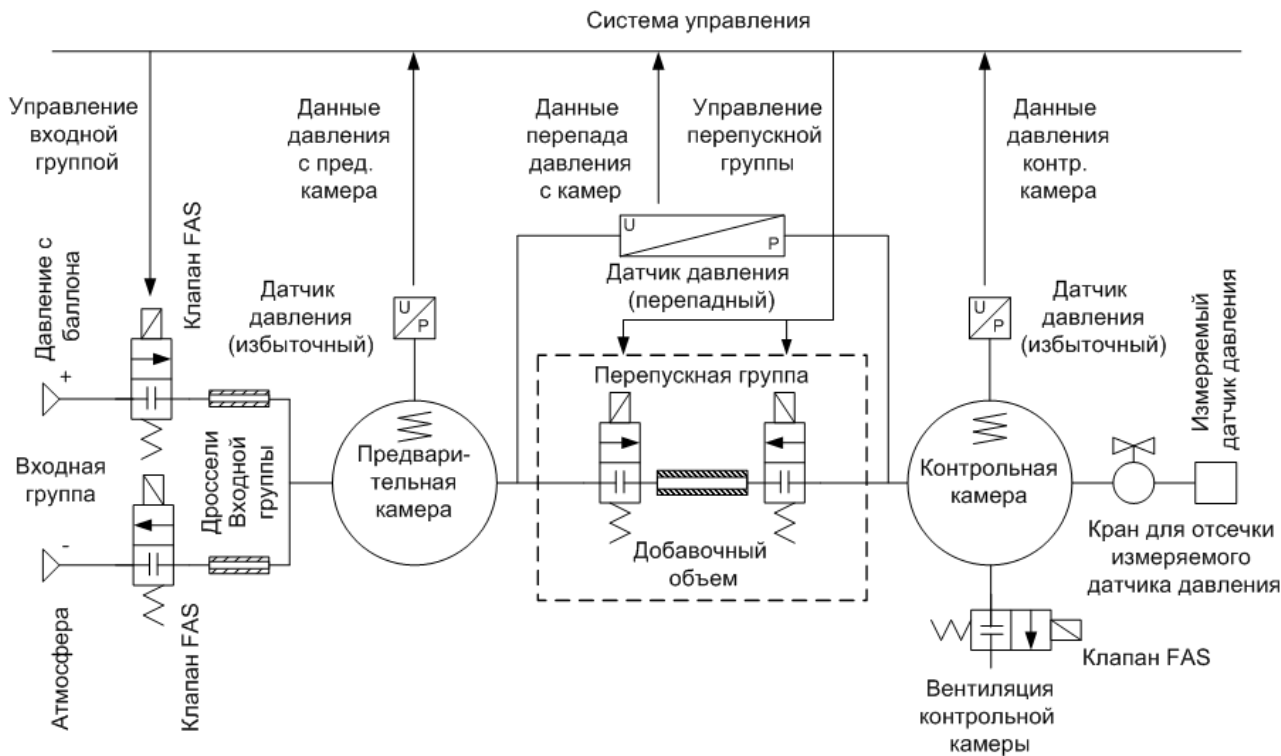 Система управления
Управление
входной
группой
Данные
давления
с пред.
камера
Данные
перепада
давления
с камер
Управление
перепускной
группы
Данные
давления
контр.
камера
U
P
Датчик давления
(перепадный)
Давление с
баллона
Клапан FAS
Датчик
давления
(избыточный)
U
P
U
P
Датчик
давления
(избыточный)
Измеряемый
датчик давления
Перепускная группа
+
Входная
группа
Дроссели
Входной
группы
Предвари-
тельная
камера
Контрольная
камера
Добавочный
объем
Кран для отсечки
измеряемого
датчика давления
-
Атмосфера
Клапан FAS
Клапан FAS
Вентиляция
контрольной
камеры